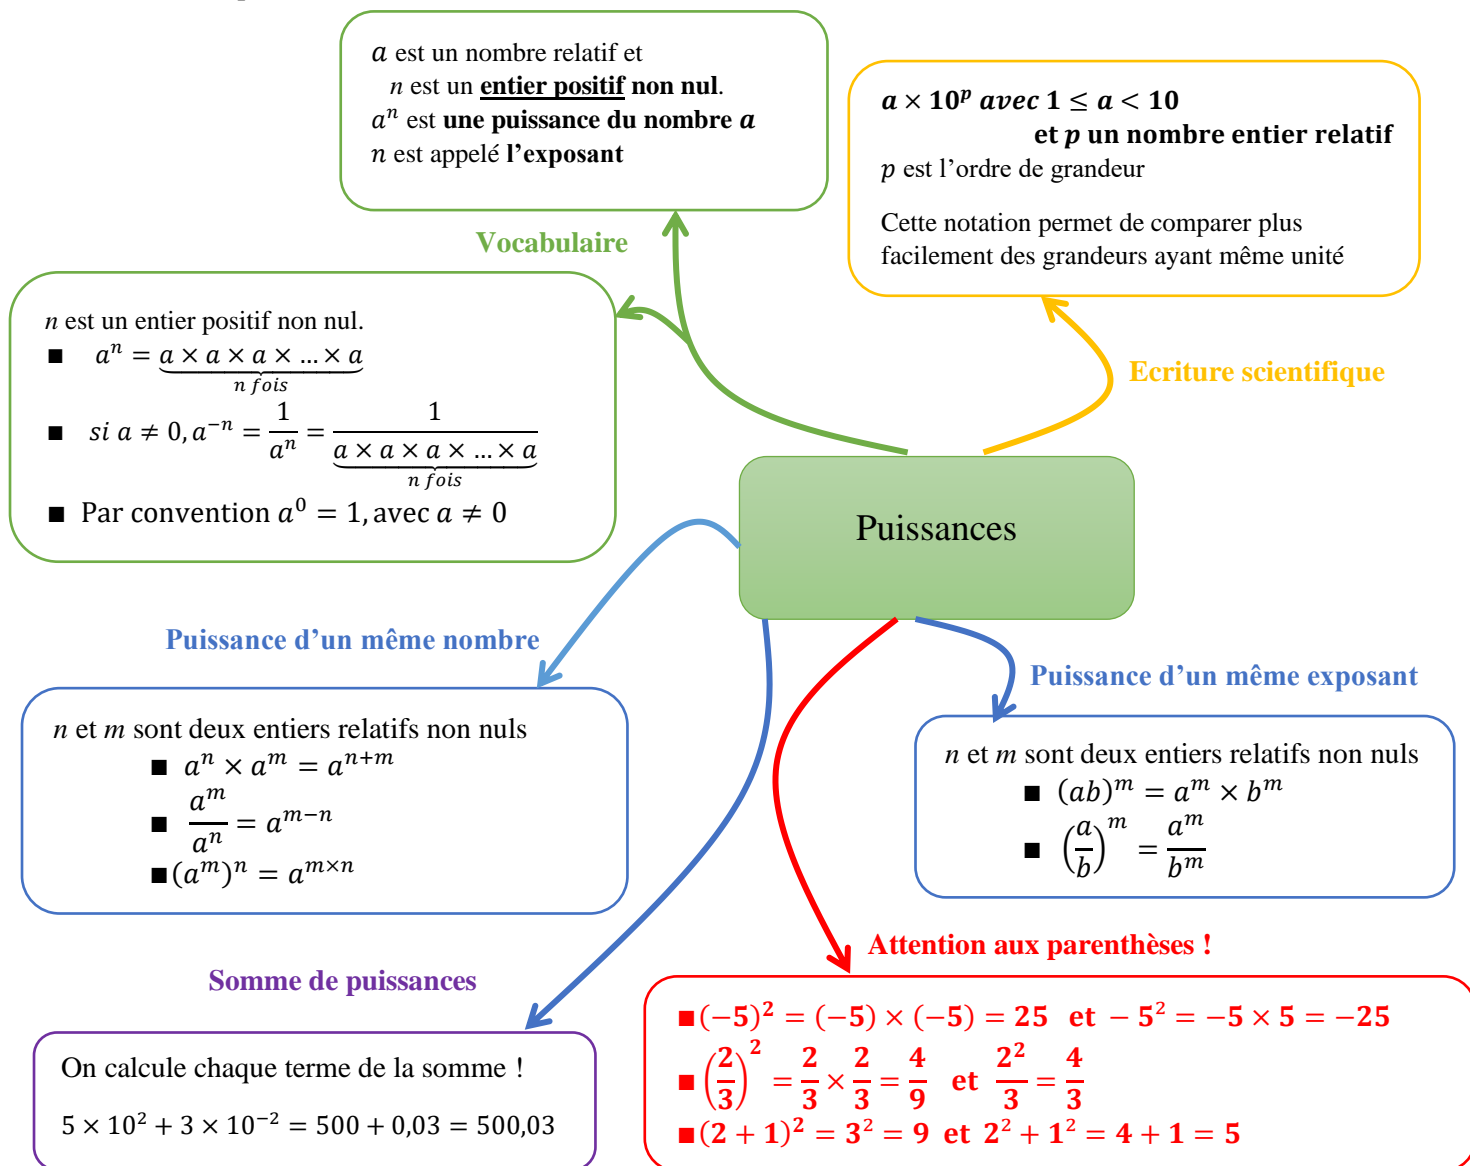 a est un nombre relatif et
n est un entier positif non nul.
aⁿ est une puissance du nombre a
n est appelé l’exposant
a × 10ᵖ avec 1 ≤ a < 10
et p un nombre entier relatif
p est l’ordre de grandeur
Cette notation permet de comparer plus
facilement des grandeurs ayant même unité
Vocabulaire
n est un entier positif non nul.
■ aⁿ = a × a × a × … × a
n fois
■ si a ≠ 0, a⁻ⁿ = 1/aⁿ = 1/(a × a × a × … × a)
n fois
■ Par convention a⁰ = 1, avec a ≠ 0
Ecriture scientifique
Puissances
Puissance d’un même nombre
n et m sont deux entiers relatifs non nuls
■ aⁿ × aᵐ = aⁿ⁺ᵐ
■ aᵐ/aⁿ = aᵐ⁻ⁿ
■ (aᵐ)ⁿ = aᵐ˟ⁿ
Puissance d’un même exposant
n et m sont deux entiers relatifs non nuls
■ (ab)ᵐ = aᵐ × bᵐ
■ (a/b)ᵐ = aᵐ/bᵐ
Somme de puissances
On calcule chaque terme de la somme !
5 × 10² + 3 × 10⁻² = 500 + 0,03 = 500,03
Attention aux parenthèses !
■ (−5)² = (−5) × (−5) = 25 et − 5² = −5 × 5 = −25
■ (2/3)² = 2/3 × 2/3 = 4/9 et 2²/3 = 4/3
■ (2 + 1)² = 3² = 9 et 2² + 1² = 4 + 1 = 5